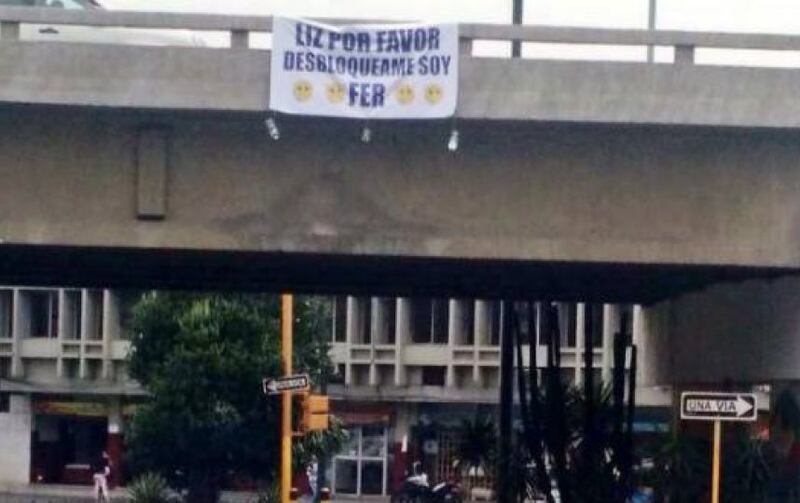 LIZ POR FAVOR
DESBLOQUEAME SOY
FER
UNA VIA